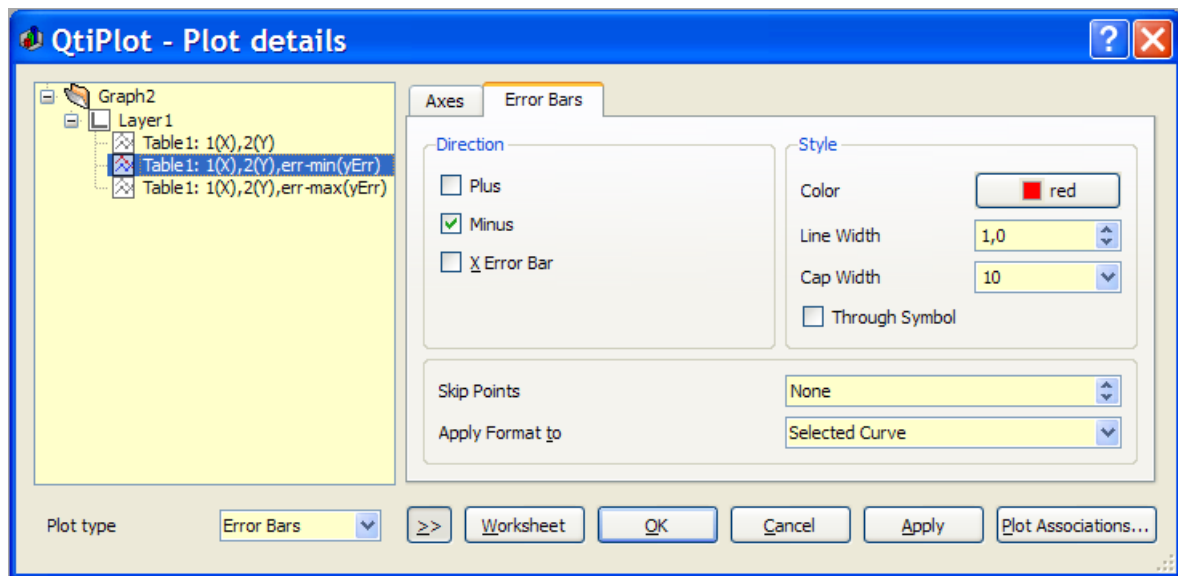 QtiPlot - Plot details
Graph2
Layer1
Table1: 1(X),2(Y)
Table1: 1(X),2(Y),err-min(yErr)
Table1: 1(X),2(Y),err-max(yErr)
Axes
Error Bars
Direction
Plus
Minus
X Error Bar
Style
Color
red
Line Width
1,0
Cap Width
10
Through Symbol
Skip Points
None
Apply Format to
Selected Curve
Plot type
Error Bars
>>
Worksheet
OK
Cancel
Apply
Plot Associations...